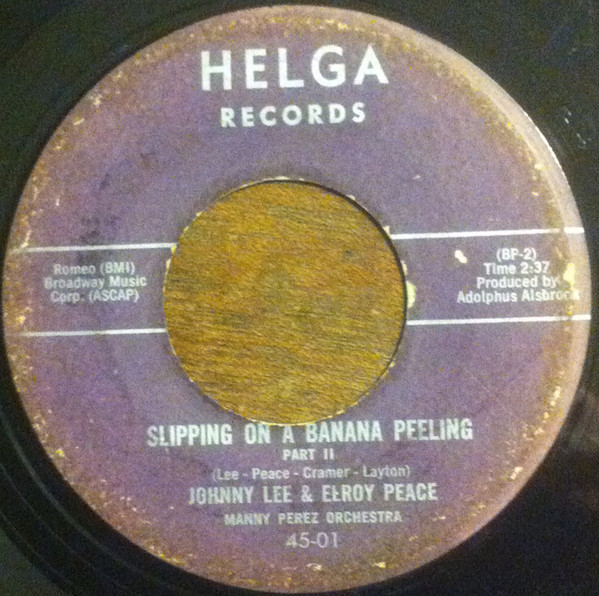 HELGA
RECORDS
Romeo (BMI)
Broadway Music
Corp. (ASCAP)
(BP-2)
Time 2:37
Produced by
Adolphus Alsbrook
SLIPPING ON A BANANA PEELING
PART II
(Lee - Peace - Cramer - Layton)
JOHNNY LEE & ELROY PEACE
MANNY PEREZ ORCHESTRA
45-01